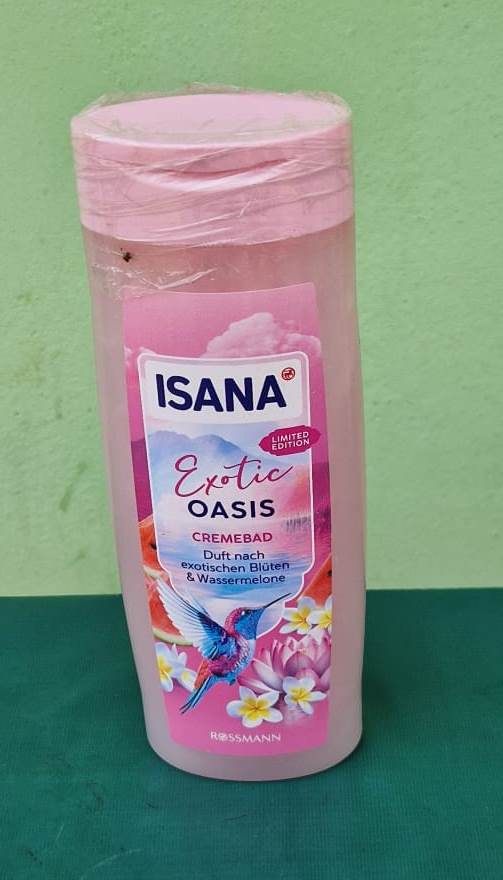 ISANA
LIMITED
EDITION
Exotic
OASIS
CREMEBAD
Duft nach
exotischen Blüten
& Wassermelone
ROSSMANN